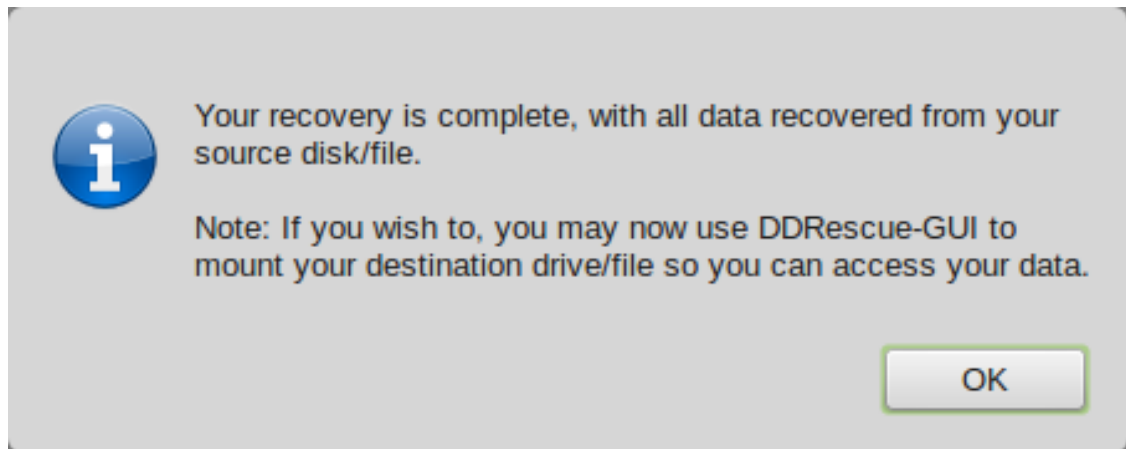 Your recovery is complete, with all data recovered from your
source disk/file.
Note: If you wish to, you may now use DDRescue-GUI to
mount your destination drive/file so you can access your data.
OK